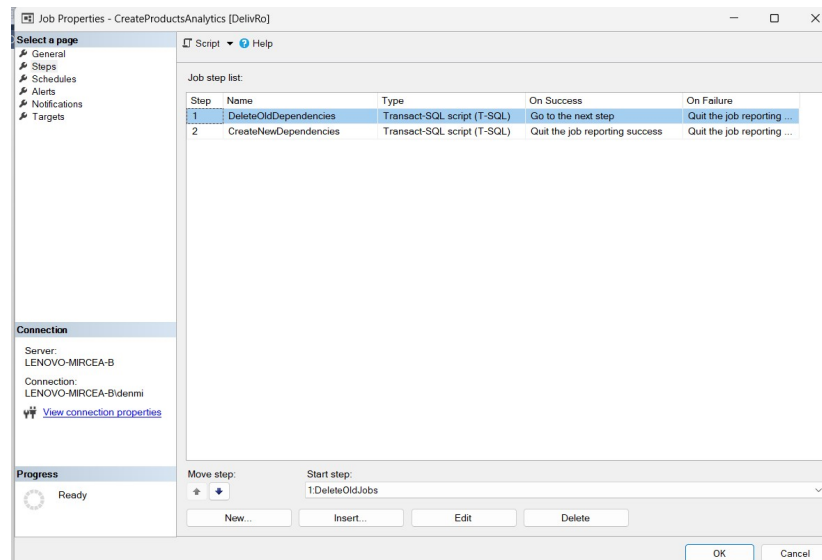 Job Properties - CreateProductsAnalytics [DelivRo]
Select a page
General
Steps
Schedules
Alerts
Notifications
Targets
Script Help
Job step list:
Step Name Type On Success On Failure
1 DeleteOldDependencies Transact-SQL script (T-SQL) Go to the next step Quit the job reporting ...
2 CreateNewDependencies Transact-SQL script (T-SQL) Quit the job reporting success Quit the job reporting ...
Connection
Server:
LENOVO-MIRCEA-B
Connection:
LENOVO-MIRCEA-B\denmi
View connection properties
Progress
Ready
Move step: Start step:
1:DeleteOldJobs
New... Insert... Edit Delete
OK Cancel